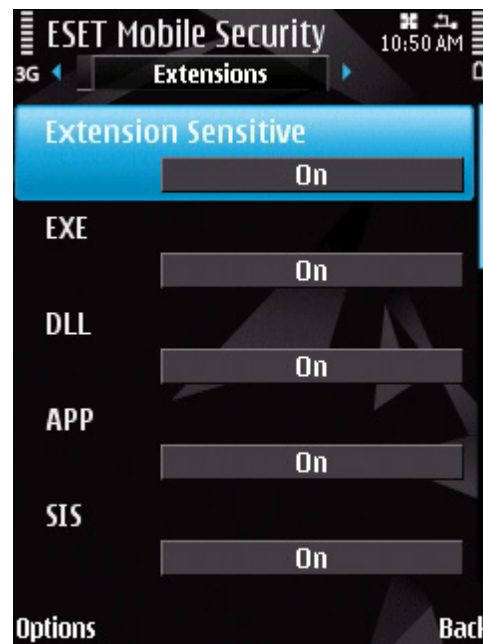 ESET Mobile Security
10:50 AM
3G
Extensions
Extension Sensitive
On
EXE
On
DLL
On
APP
On
SIS
On
Options
Back